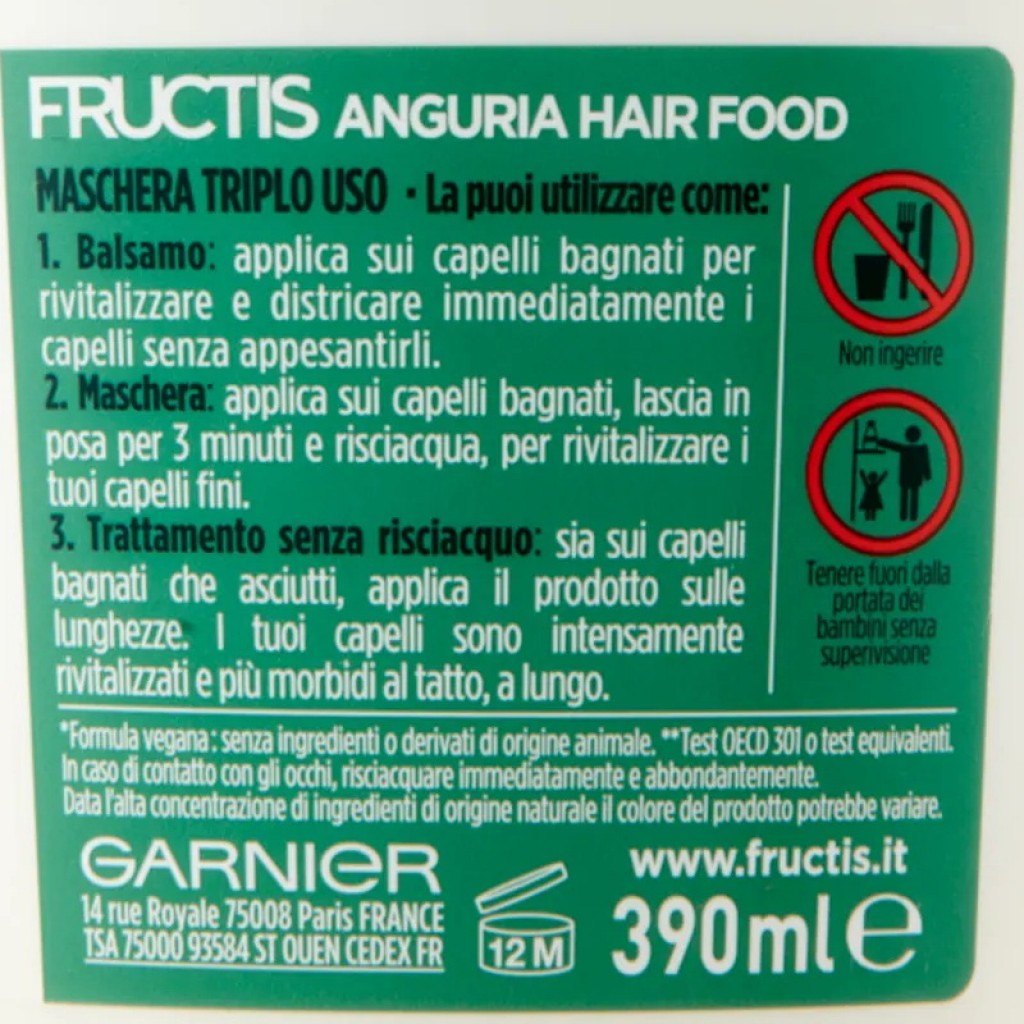 FRUCTIS ANGURIA HAIR FOOD
MASCHERA TRIPLO USO · La puoi utilizzare come:
1. Balsamo: applica sui capelli bagnati per
rivitalizzare e districare immediatamente i
capelli senza appesantirli.
2. Maschera: applica sui capelli bagnati, lascia in
posa per 3 minuti e risciacqua, per rivitalizzare i
tuoi capelli fini.
3. Trattamento senza risciacquo: sia sui capelli
bagnati che asciutti, applica il prodotto sulle
lunghezze. I tuoi capelli sono intensamente
rivitalizzati e più morbidi al tatto, a lungo.
Non ingerire
Tenere fuori dalla
portata dei
bambini senza
superivisione
*Formula vegana: senza ingredienti o derivati di origine animale. **Test OECD 301 o test equivalenti.
In caso di contatto con gli occhi, risciacquare immediatamente e abbondantemente.
Data l'alta concentrazione di ingredienti di origine naturale il colore del prodotto potrebbe variare.
GARNIER
14 rue Royale 75008 Paris FRANCE
TSA 75000 93584 ST OUEN CEDEX FR
12 M
www.fructis.it
390ml e